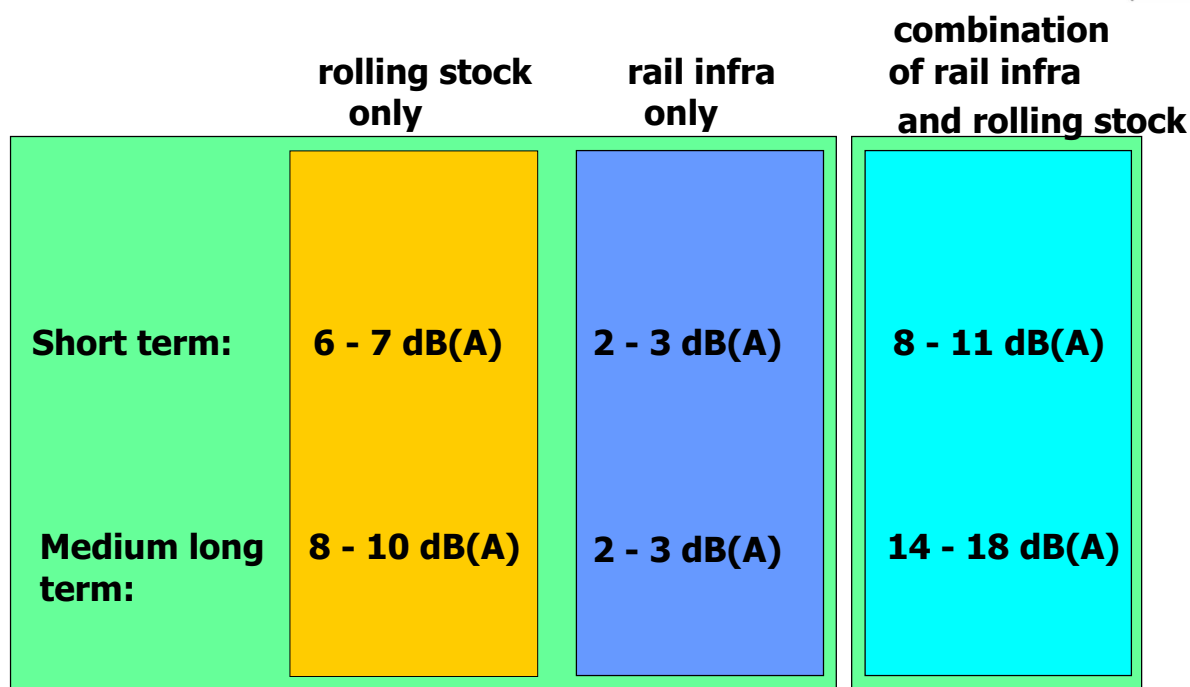 rolling stock
only
rail infra
only
combination
of rail infra
and rolling stock
Short term:
6 - 7 dB(A)
2 - 3 dB(A)
8 - 11 dB(A)
Medium long
term:
8 - 10 dB(A)
2 - 3 dB(A)
14 - 18 dB(A)